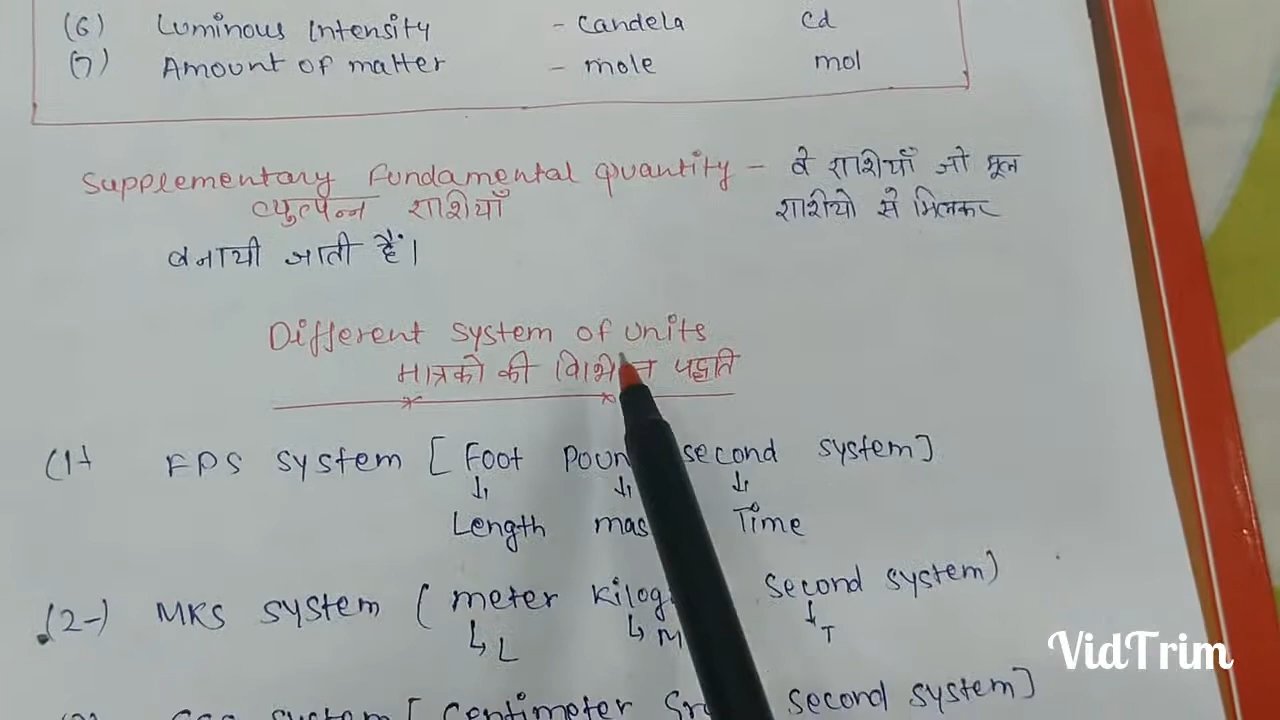 (6) Luminous Intensity - Candela Cd
(7) Amount of matter - mole mol
Supplementary Fundamental quantity - वे राशियाँ जो मूल
व्युत्पन्न राशियाँ राशीयो से मिलकर
बनायी जाती हैं।
Different system of units
मात्रको की पद्धति
(1) FPS system [Foot Poun second system]
Length mas Time
(2-) MKS system (meter kilog second system)
L M T
system [Centimeter second system]
VidTrim